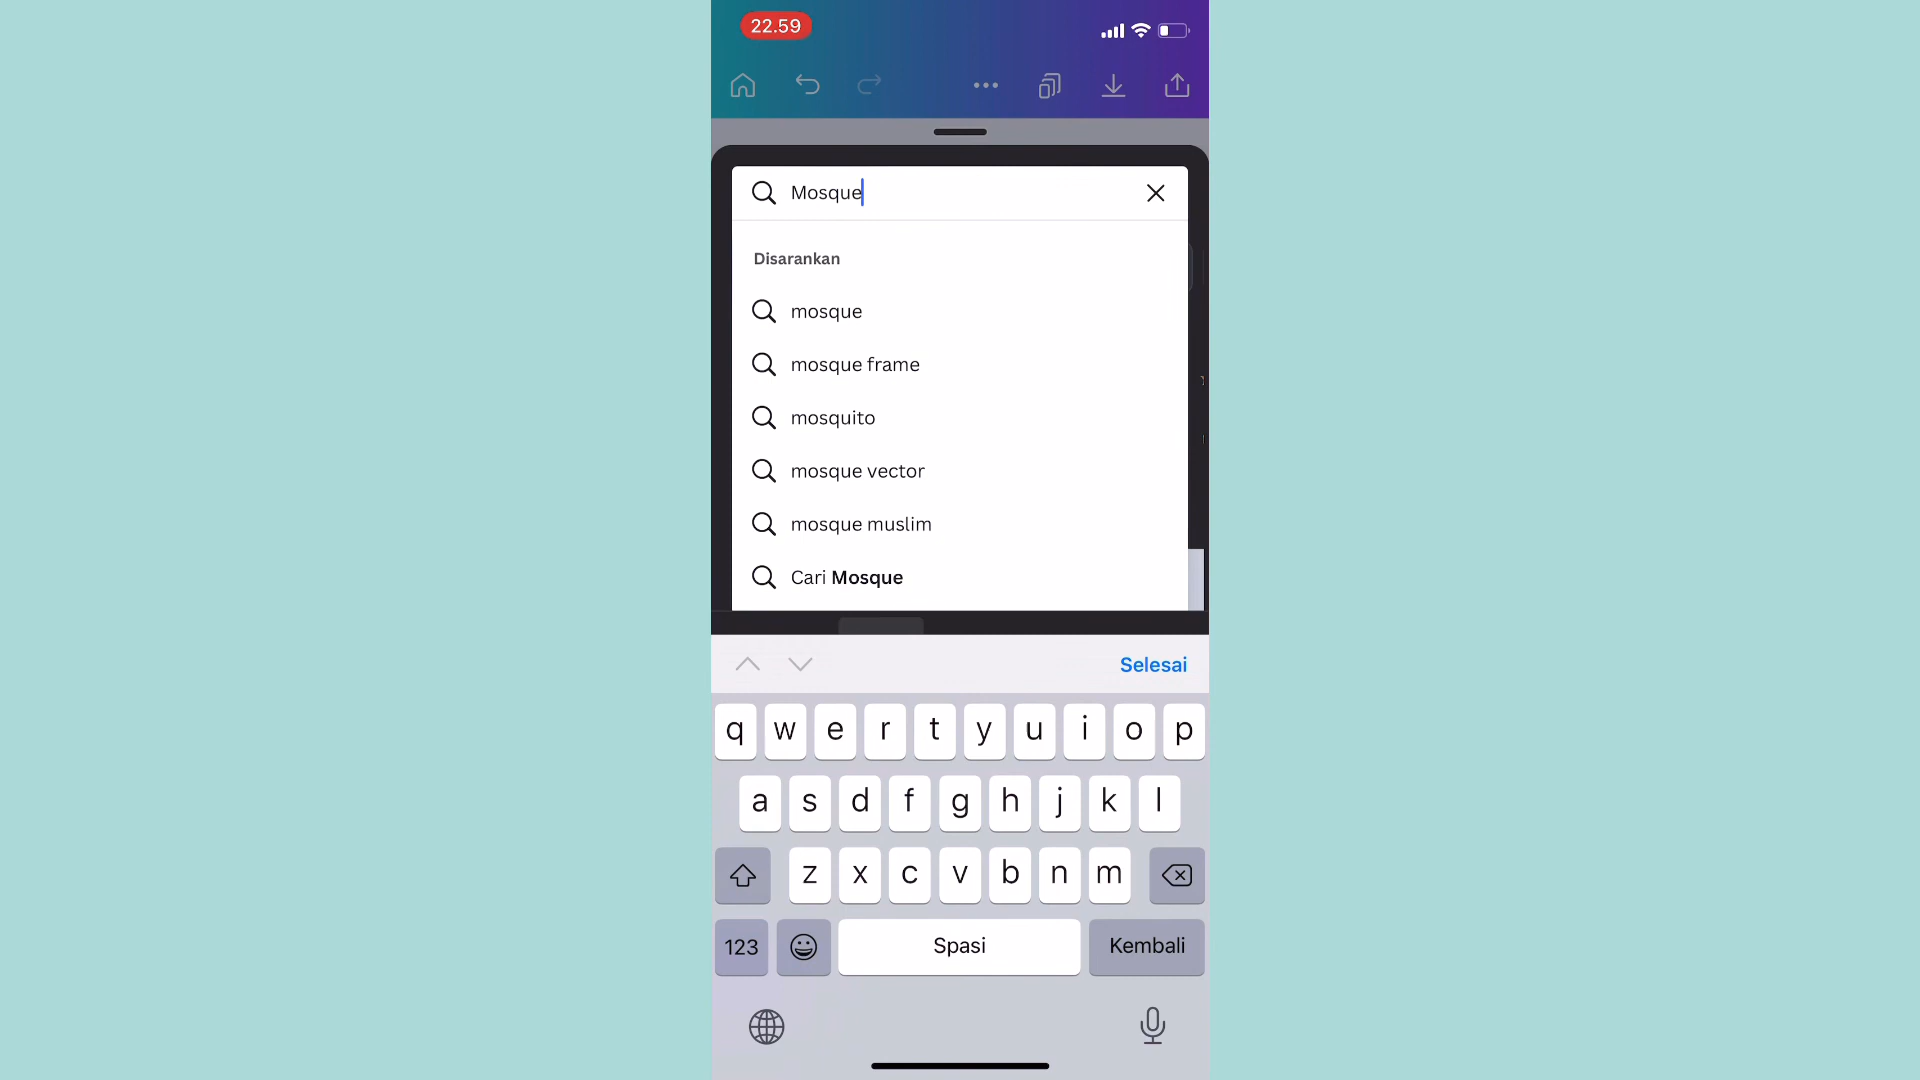 22.59
Mosque
Disarankan
mosque
mosque frame
mosquito
mosque vector
mosque muslim
Cari Mosque
Selesai
q w e r t y u i o p
a s d f g h j k l
z x c v b n m
123 Spasi Kembali